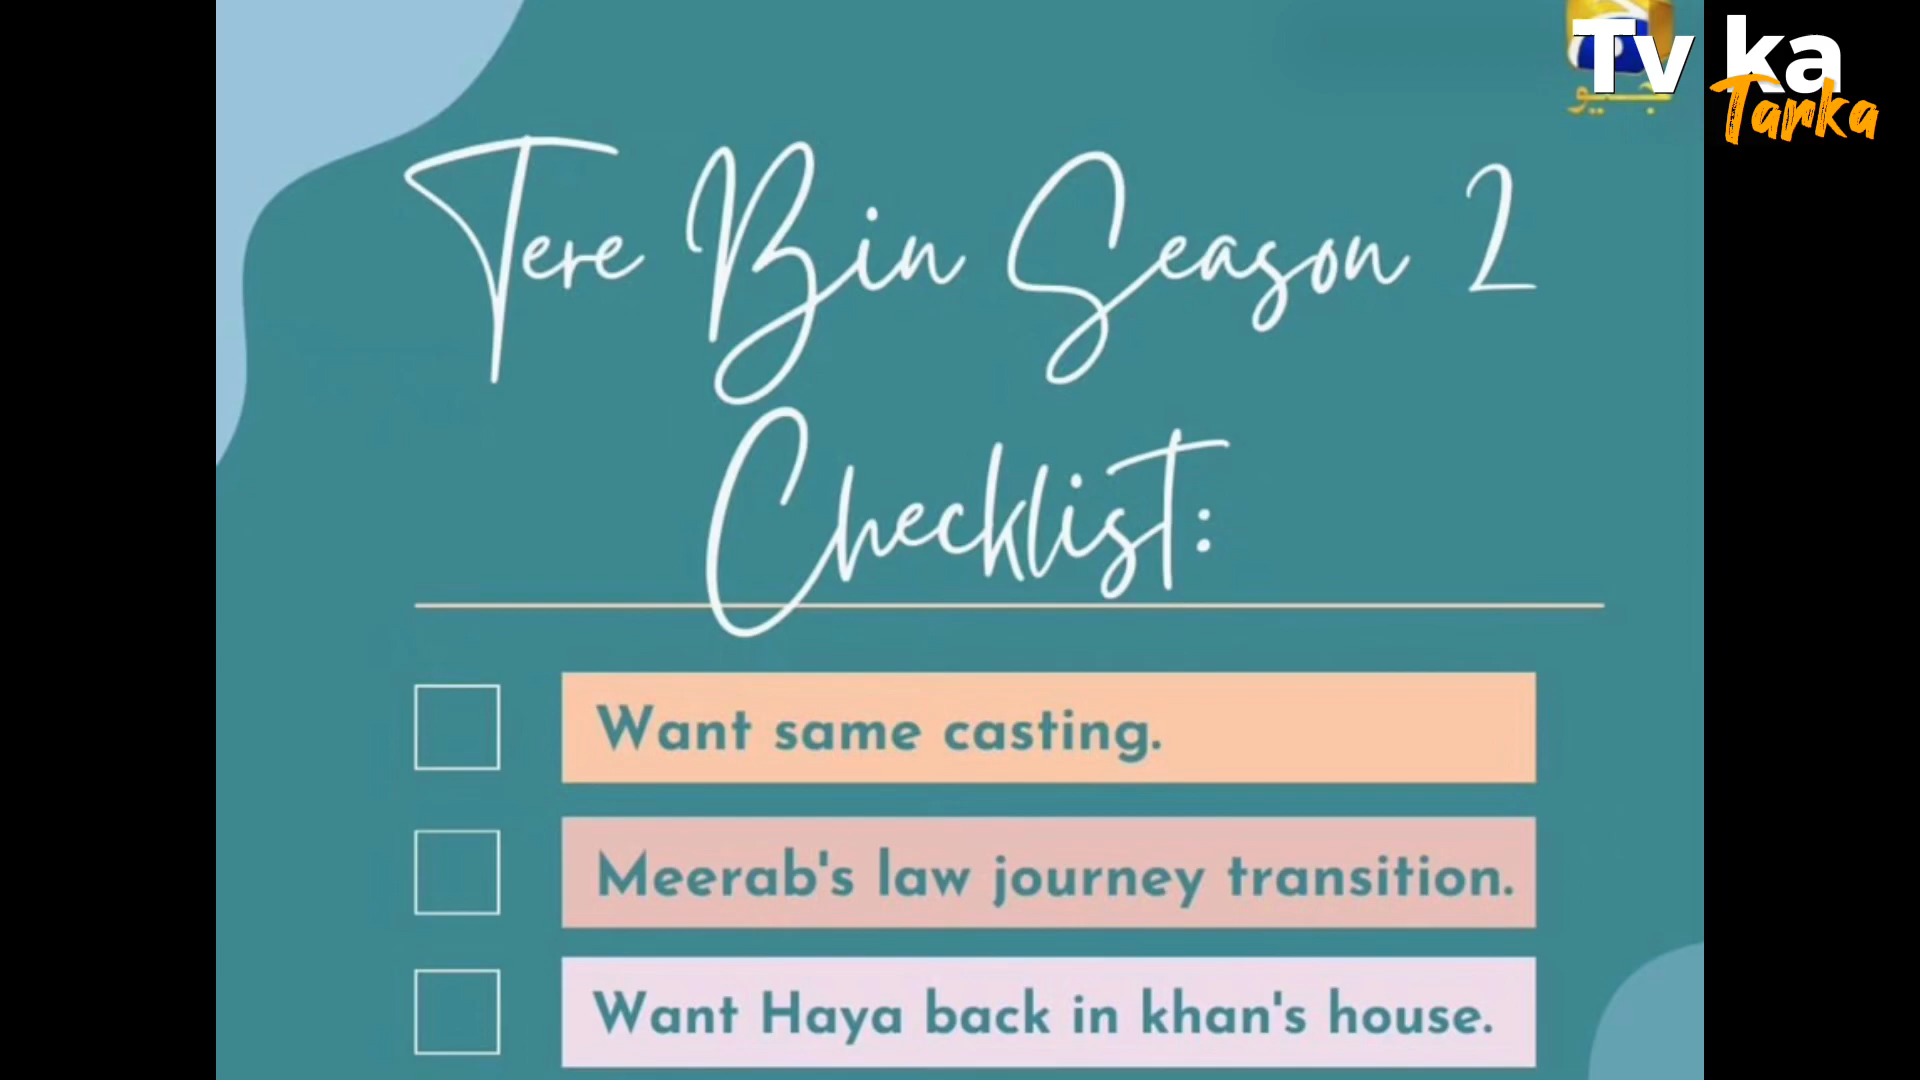 Tv ka
Tarka
جیو
Tere Bin Season 2
Checklist:
Want same casting.
Meerab's law journey transition.
Want Haya back in khan's house.